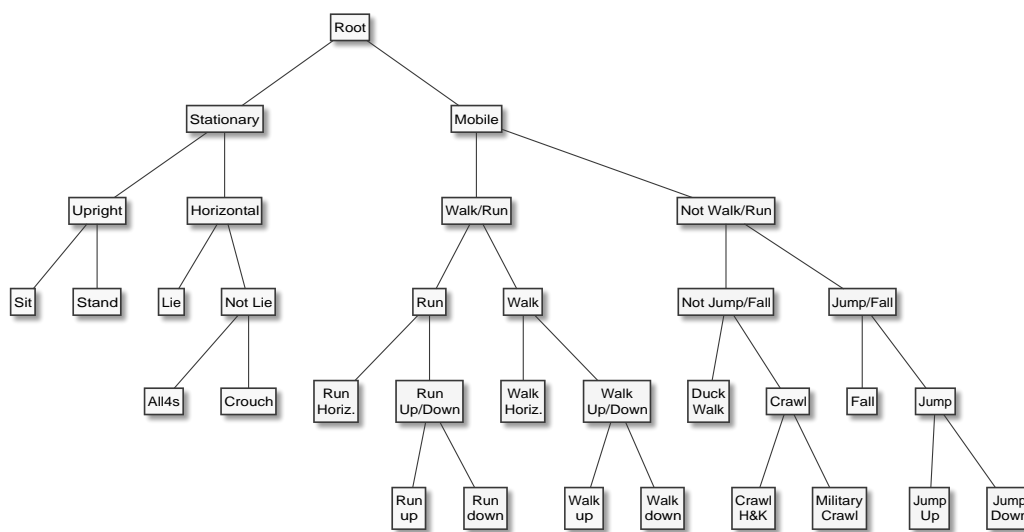 Root
Stationary
Mobile
Upright
Horizontal
Walk/Run
Not Walk/Run
Sit
Stand
Lie
Not Lie
Run
Walk
Not Jump/Fall
Jump/Fall
All4s
Crouch
Run
Horiz.
Run
Up/Down
Walk
Horiz.
Walk
Up/Down
Duck
Walk
Crawl
Fall
Jump
Run
up
Run
down
Walk
up
Walk
down
Crawl
H&K
Military
Crawl
Jump
Up
Jump
Down